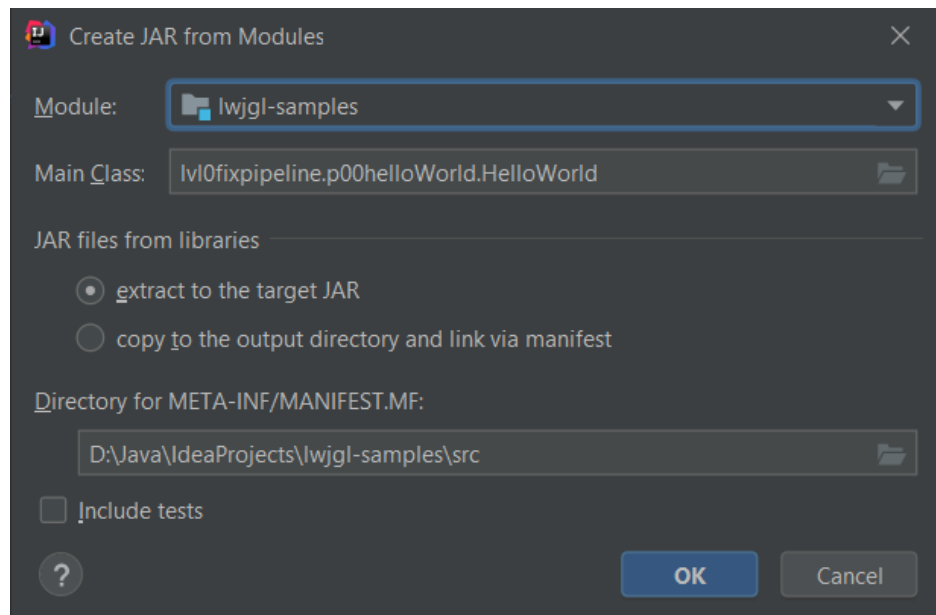 Create JAR from Modules
Module: lwjgl-samples
Main Class: lvl0fixpipeline.p00helloWorld.HelloWorld
JAR files from libraries
extract to the target JAR
copy to the output directory and link via manifest
Directory for META-INF/MANIFEST.MF:
D:\Java\IdeaProjects\lwjgl-samples\src
Include tests
? OK Cancel